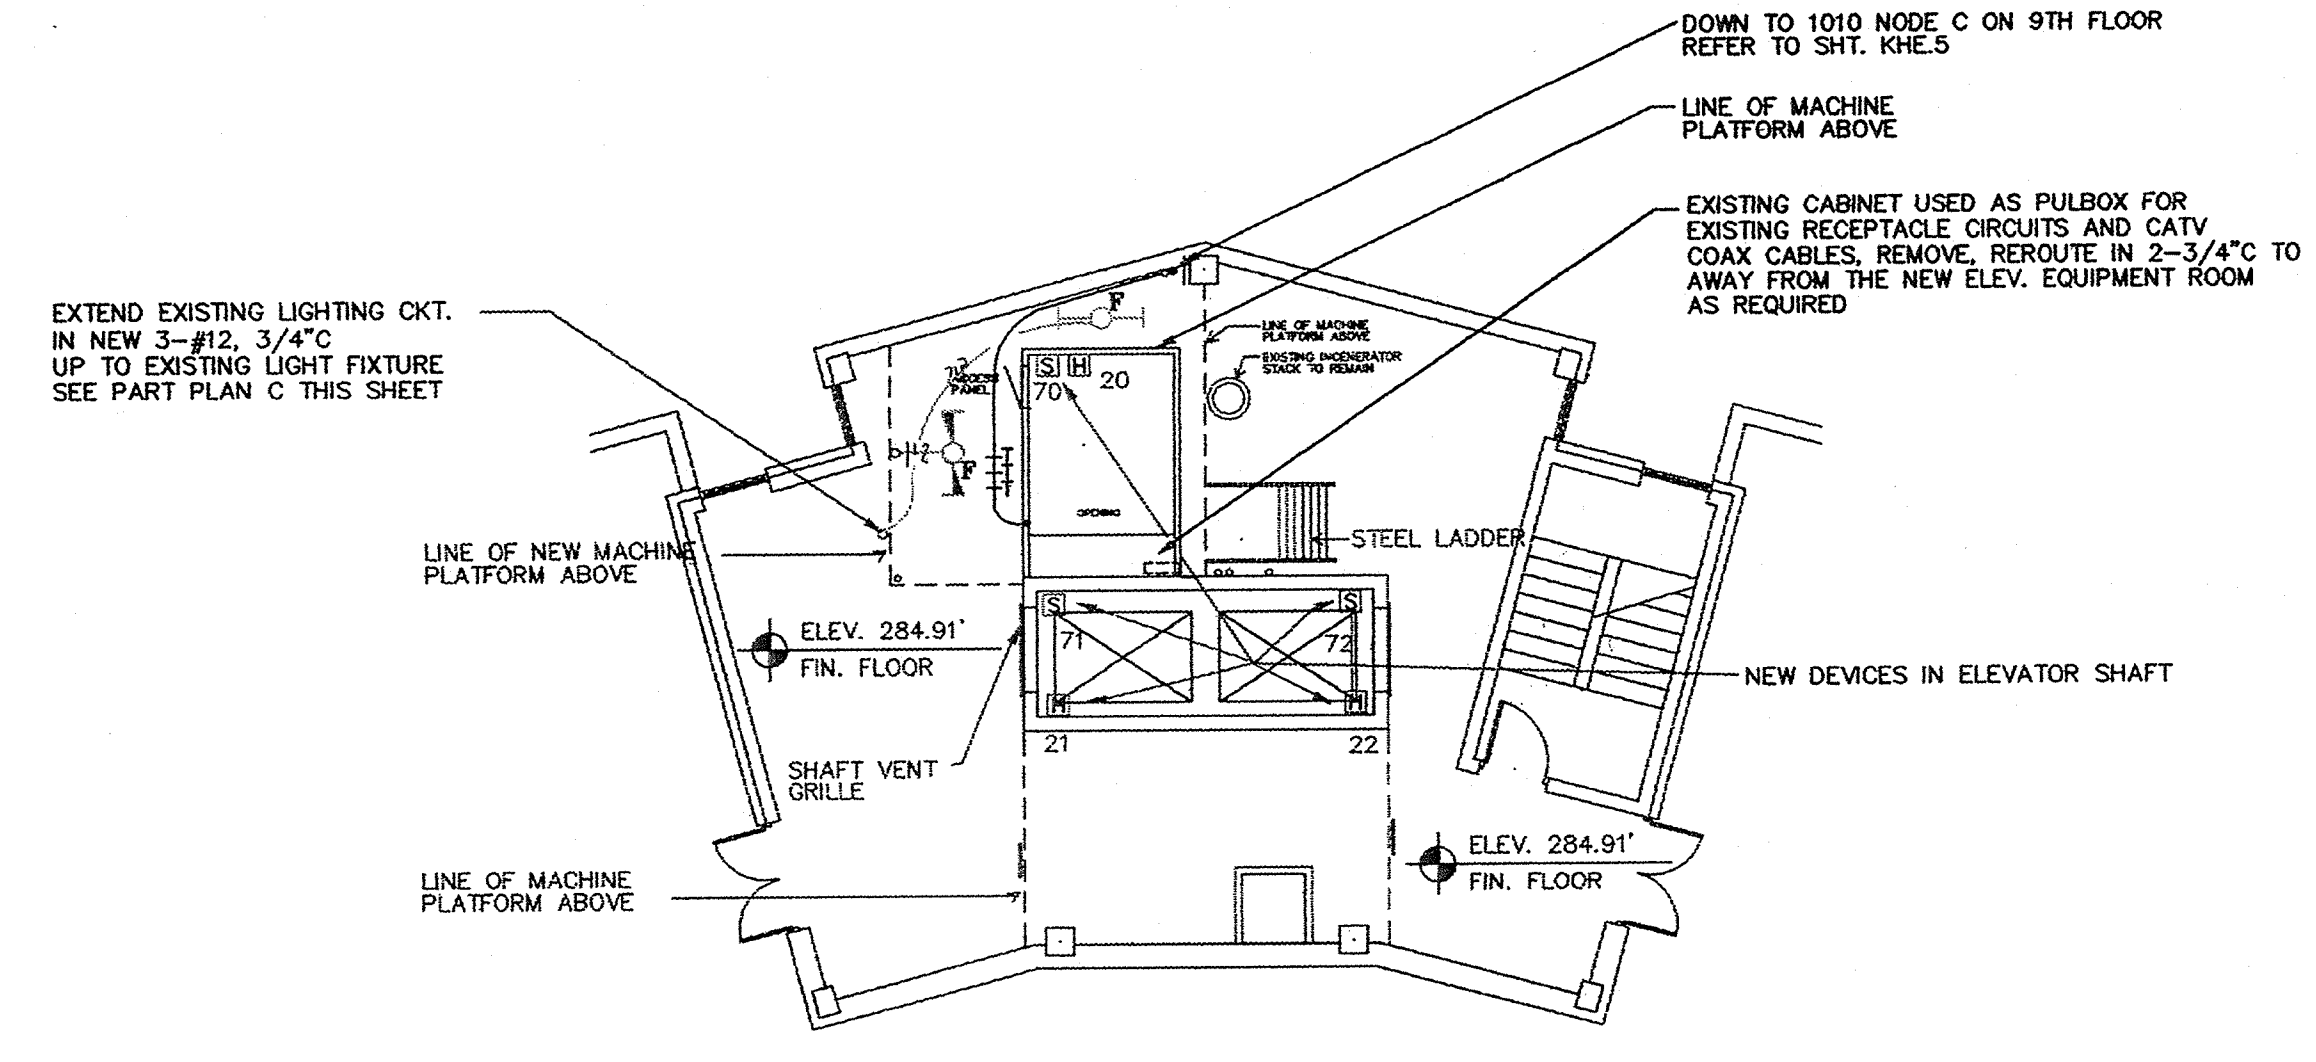 DOWN TO 1010 NODE C ON 9TH FLOOR
REFER TO SHT. KHE.5
LINE OF MACHINE
PLATFORM ABOVE
EXISTING CABINET USED AS PULBOX FOR
EXISTING RECEPTACLE CIRCUITS AND CATV
COAX CABLES, REMOVE, REROUTE IN 2-3/4"C TO
AWAY FROM THE NEW ELEV. EQUIPMENT ROOM
AS REQUIRED
EXTEND EXISTING LIGHTING CKT.
IN NEW 3-#12, 3/4"C
UP TO EXISTING LIGHT FIXTURE
SEE PART PLAN C THIS SHEET
F
LINE OF MACHINE
PLATFORM ABOVE
EXISTING INCENERATOR
STACK TO REMAIN
ACCESS
PANEL
S H 20
70
12
F
OPENING
STEEL LADDER
LINE OF NEW MACHINE
PLATFORM ABOVE
S
S
71
72
ELEV. 284.91'
FIN. FLOOR
NEW DEVICES IN ELEVATOR SHAFT
H
H
21
22
SHAFT VENT
GRILLE
ELEV. 284.91'
FIN. FLOOR
LINE OF MACHINE
PLATFORM ABOVE